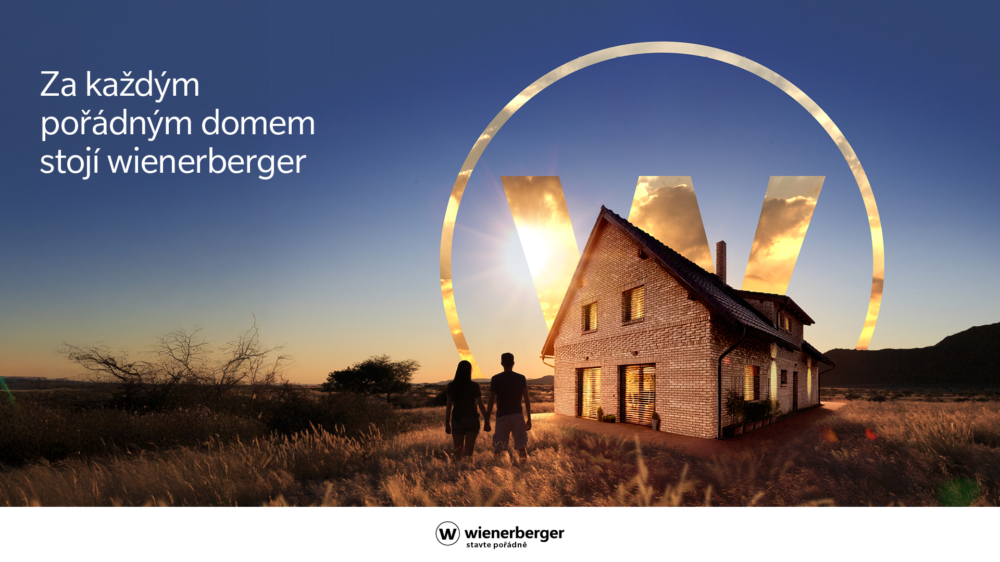 Za každým
pořádným domem
stojí wienerberger
W
W wienerberger
stavte pořádně